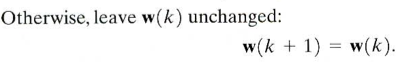 Otherwise, leave w(k) unchanged:
w(k + 1) = w(k).